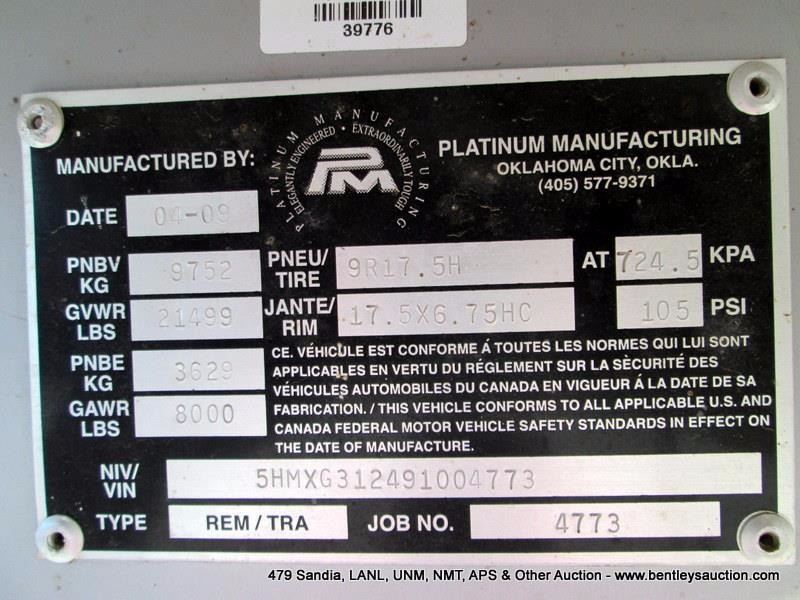 39776
PLATINUM MANUFACTURING
ELEGANTLY ENGINEERED • EXTRAORDINARILY TOUGH
PM
MANUFACTURED BY:
PLATINUM MANUFACTURING
OKLAHOMA CITY, OKLA.
(405) 577-9371
DATE 04-09
PNBV KG 9752
PNEU/ TIRE 9R17.5H AT 724.5 KPA
GVWR LBS 21499
JANTE/ RIM 17.5X6.75HC 105 PSI
PNBE KG 3629
GAWR LBS 8000
CE. VÉHICULE EST CONFORME Á TOUTES LES NORMES QUI LUI SONT
APPLICABLES EN VERTU DU RÉGLEMENT SUR LA SÈCURITÉ DES
VÉHICULES AUTOMOBILES DU CANADA EN VIGUEUR Á LA DATE DE SA
FABRICATION. / THIS VEHICLE CONFORMS TO ALL APPLICABLE U.S. AND
CANADA FEDERAL MOTOR VEHICLE SAFETY STANDARDS IN EFFECT ON
THE DATE OF MANUFACTURE.
NIV/ VIN 5HMXG312491004773
TYPE REM / TRA JOB NO. 4773
479 Sandia, LANL, UNM, NMT, APS & Other Auction - www.bentleysauction.com